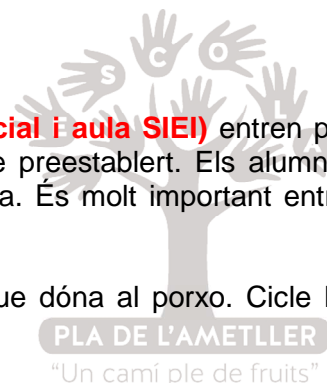 S C O L A
cial i aula SIEI) entren p
e preestablert. Els alumn
a. És molt important entr
ue dóna al porxo. Cicle
PLA DE L'AMETLLER
"Un camí ple de fruits"